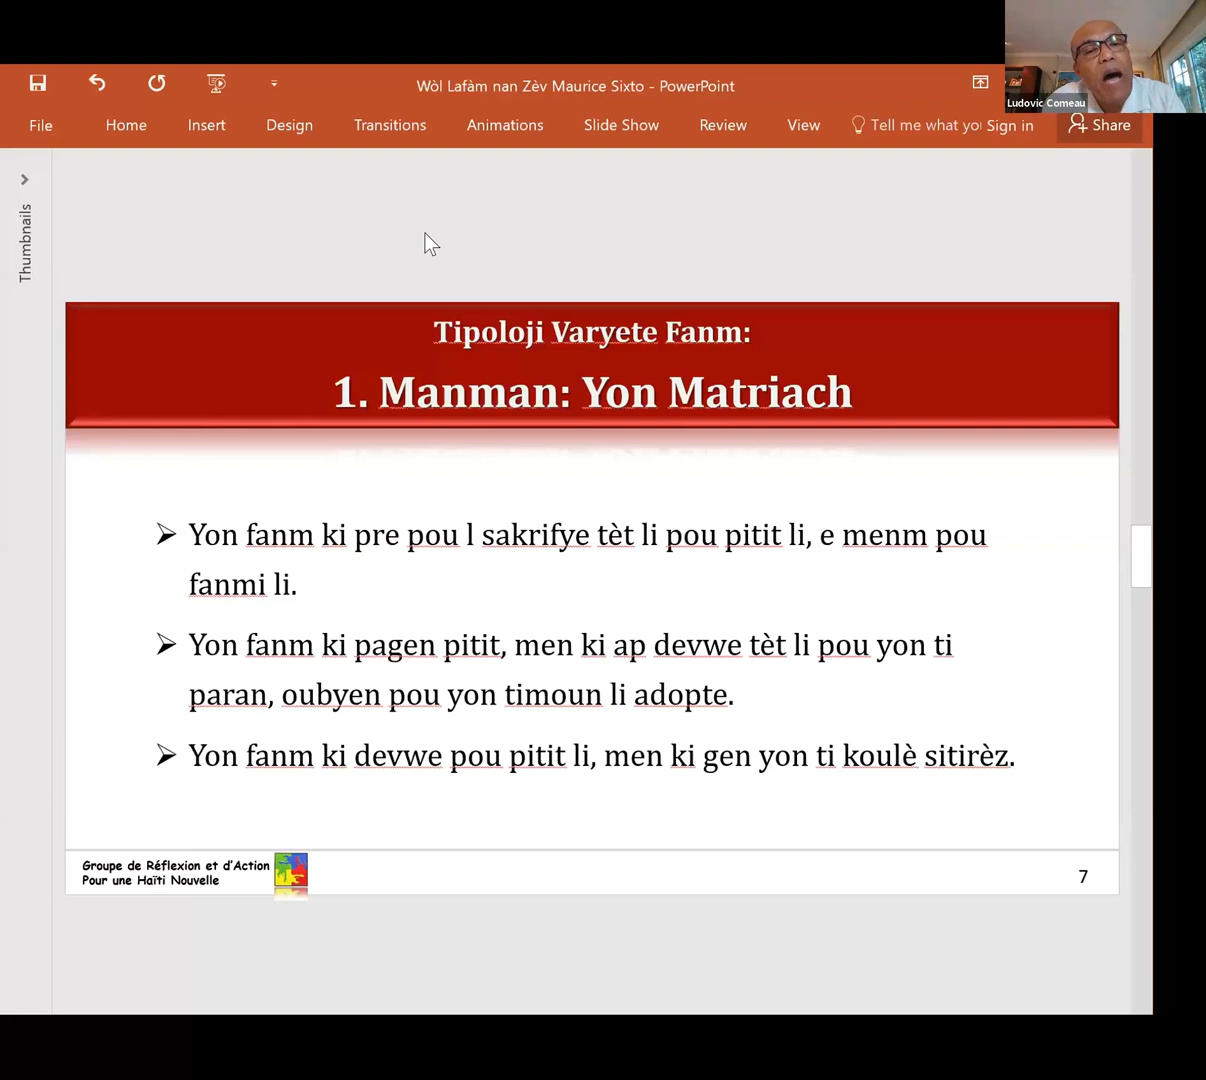 Wòl Lafàm nan Zèv Maurice Sixto - PowerPoint
Ludovic Comeau
File Home Insert Design Transitions Animations Slide Show Review View Tell me what yo Sign in Share
Thumbnails
Tipoloji Varyete Fanm:
1. Manman: Yon Matriach
Yon fanm ki pre pou l sakrifye tèt li pou pitit li, e menm pou
fanmi li.
Yon fanm ki pagen pitit, men ki ap devwe tèt li pou yon ti
paran, oubyen pou yon timoun li adopte.
Yon fanm ki devwe pou pitit li, men ki gen yon ti koulè sitirèz.
Groupe de Réflexion et d'Action
Pour une Haïti Nouvelle
7